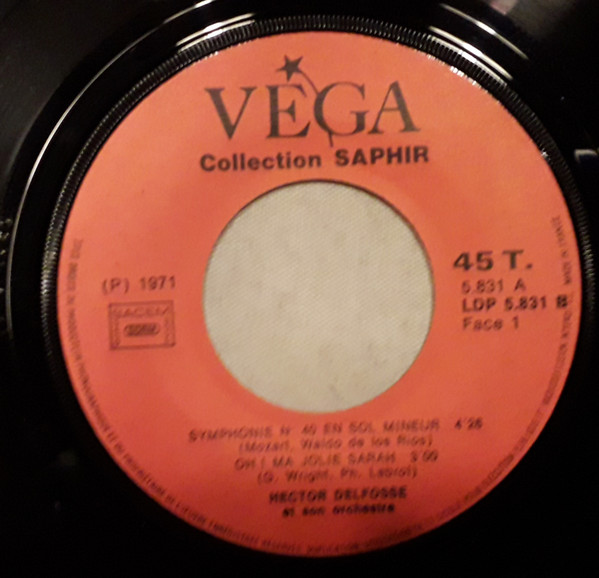 VEGA
Collection SAPHIR
45 T.
(P) 1971
5.831 A
LDP 5.831 B
SACEM
Face 1
SYMPHONIE N° 40 EN SOL MINEUR 4'26
(Mozart, Waldo de los Rios)
OH ! MA JOLIE SARAH 3'00
(G. Wright, Ph. Labrot)
HECTOR DELFOSSE
et son orchestre